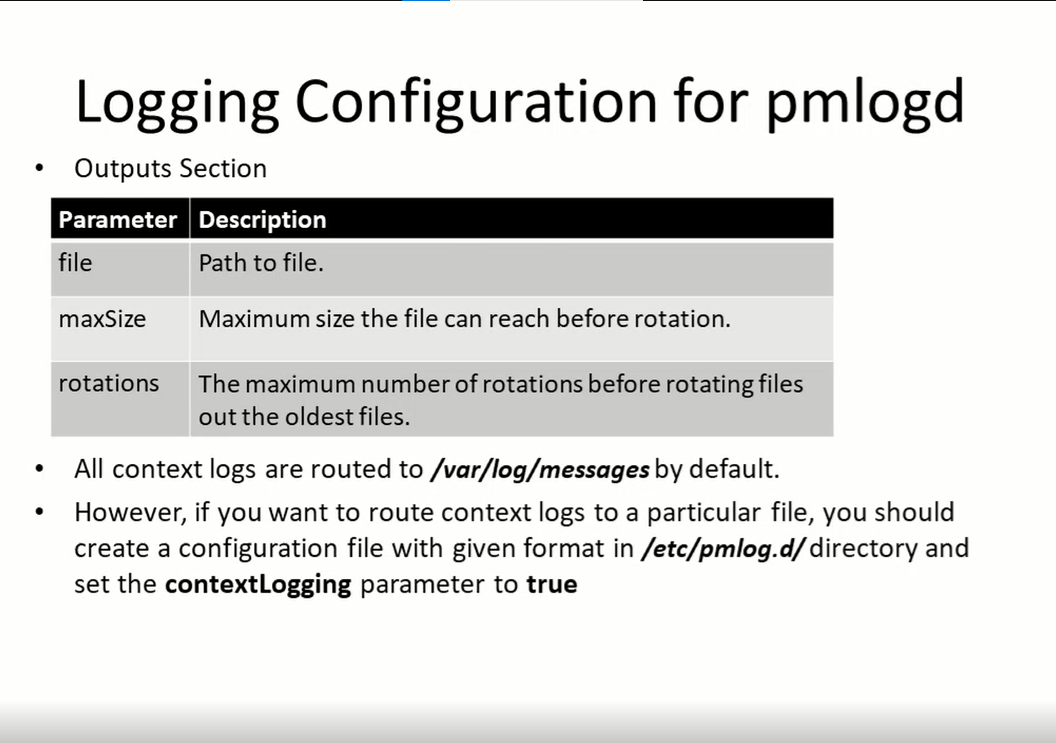 Logging Configuration for pmlogd
• Outputs Section
Parameter Description
file Path to file.
maxSize Maximum size the file can reach before rotation.
rotations The maximum number of rotations before rotating files
out the oldest files.
• All context logs are routed to /var/log/messages by default.
• However, if you want to route context logs to a particular file, you should
create a configuration file with given format in /etc/pmlog.d/ directory and
set the contextLogging parameter to true